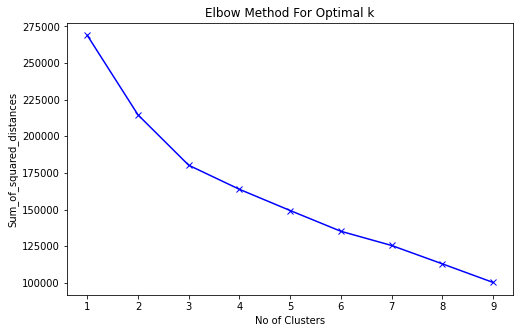 Elbow Method For Optimal k
275000
250000
225000
200000
175000
150000
125000
100000
Sum_of_squared_distances
1 2 3 4 5 6 7 8 9
No of Clusters